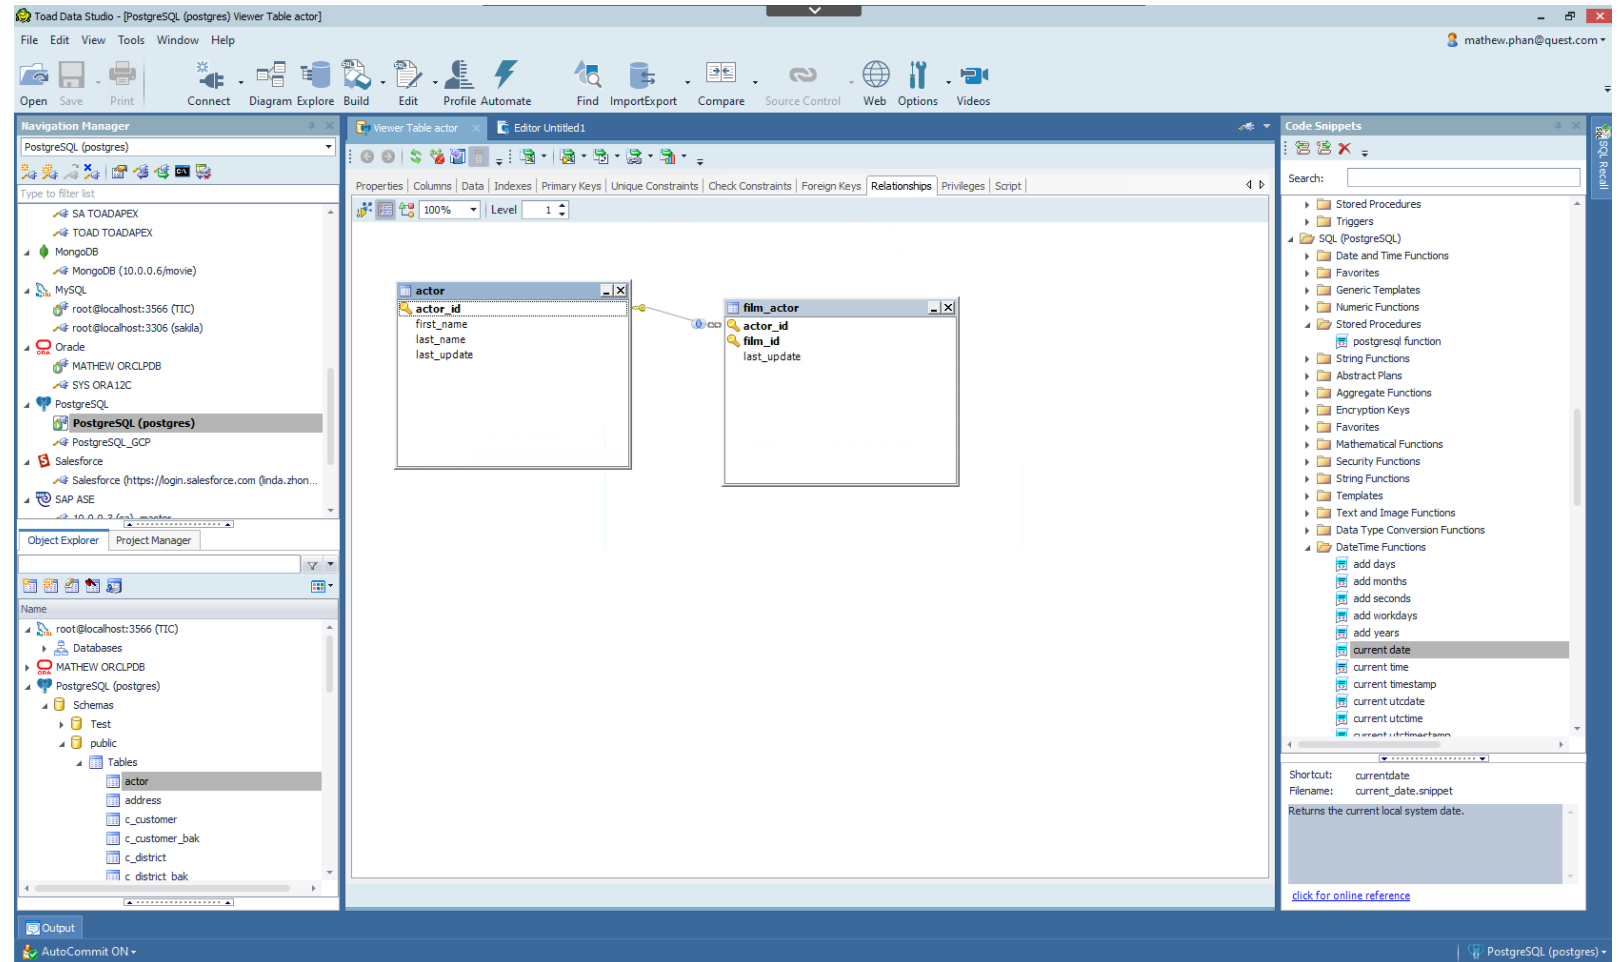 Toad Data Studio - [PostgreSQL (postgres) Viewer Table actor]
File Edit View Tools Window Help
mathew.phan@quest.com
Open Save Print Connect Diagram Explore Build Edit Profile Automate Find ImportExport Compare Source Control Web Options Videos
Navigation Manager
PostgreSQL (postgres)
Type to filter list
SA TOADAPEX
TOAD TOADAPEX
MongoDB
MongoDB (10.0.0.6/movie)
MySQL
root@localhost:3566 (TIC)
root@localhost:3306 (sakila)
Oracle
MATHEW ORCLPDB
SYS ORA12C
PostgreSQL
PostgreSQL (postgres)
PostgreSQL_GCP
Salesforce
Salesforce (https://login.salesforce.com (linda.zhon...
SAP ASE
10.0.0.3 (sa), master
Object Explorer Project Manager
Name
root@localhost:3566 (TIC)
Databases
MATHEW ORCLPDB
PostgreSQL (postgres)
Schemas
Test
public
Tables
actor
address
c_customer
c_customer_bak
c_district
c_district_bak
Viewer Table actor
Editor Untitled1
Properties Columns Data Indexes Primary Keys Unique Constraints Check Constraints Foreign Keys Relationships Privileges Script
100% Level 1
actor
actor_id
first_name
last_name
last_update
film_actor
actor_id
film_id
last_update
Code Snippets
Search:
Stored Procedures
Triggers
SQL (PostgreSQL)
Date and Time Functions
Favorites
Generic Templates
Numeric Functions
Stored Procedures
postgresql function
String Functions
Abstract Plans
Aggregate Functions
Encryption Keys
Favorites
Mathematical Functions
Security Functions
String Functions
Templates
Text and Image Functions
Data Type Conversion Functions
DateTime Functions
add days
add months
add seconds
add workdays
add years
current date
current time
current timestamp
current utcdate
current utctime
current utctimestamp
Shortcut: currentdate
Filename: current_date.snippet
Returns the current local system date.
click for online reference
SQL Recall
Output
AutoCommit ON
PostgreSQL (postgres)